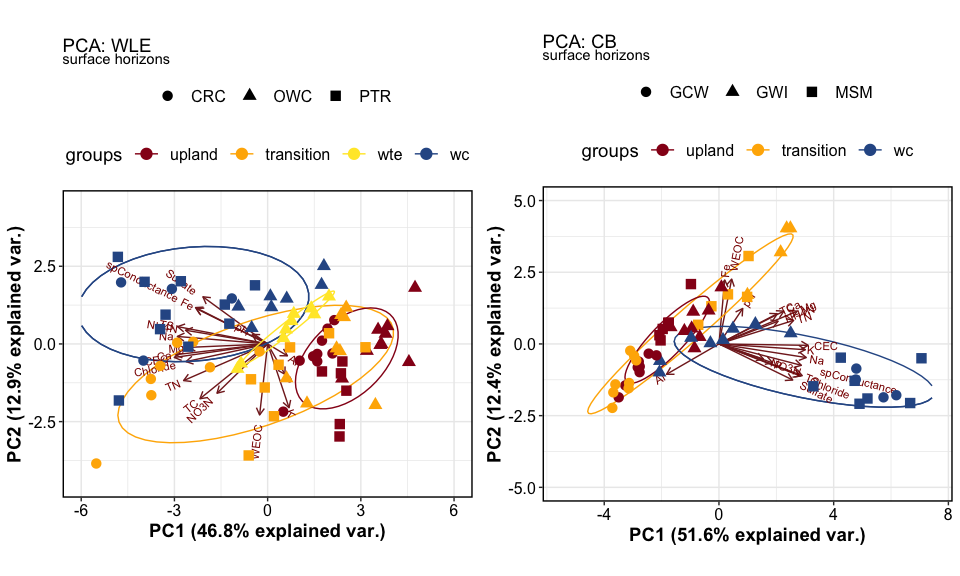 PCA: WLE
surface horizons
CRC OWC PTR
groups upland transition wte wc
PC2 (12.9% explained var.)
2.5
0.0
-2.5
spConductance
Sulfate
Fe
Na
Chloride
TN
TC
NO3N
WEOC
-6 -3 0 3 6
PC1 (46.8% explained var.)
PCA: CB
surface horizons
GCW GWI MSM
groups upland transition wc
PC2 (12.4% explained var.)
5.0
2.5
0.0
-2.5
-5.0
WEOC
Fe
CEC
K
Na
NO3N
spConductance
Chloride
Sulfate
-4 0 4 8
PC1 (51.6% explained var.)